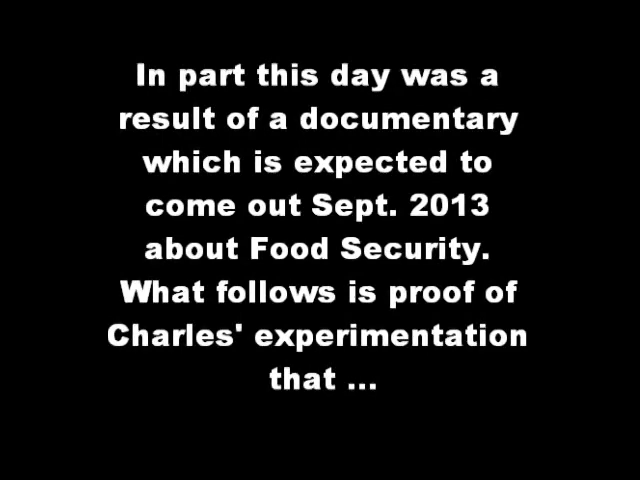 In part this day was a
result of a documentary
which is expected to
come out Sept. 2013
about Food Security.
What follows is proof of
Charles' experimentation
that ...